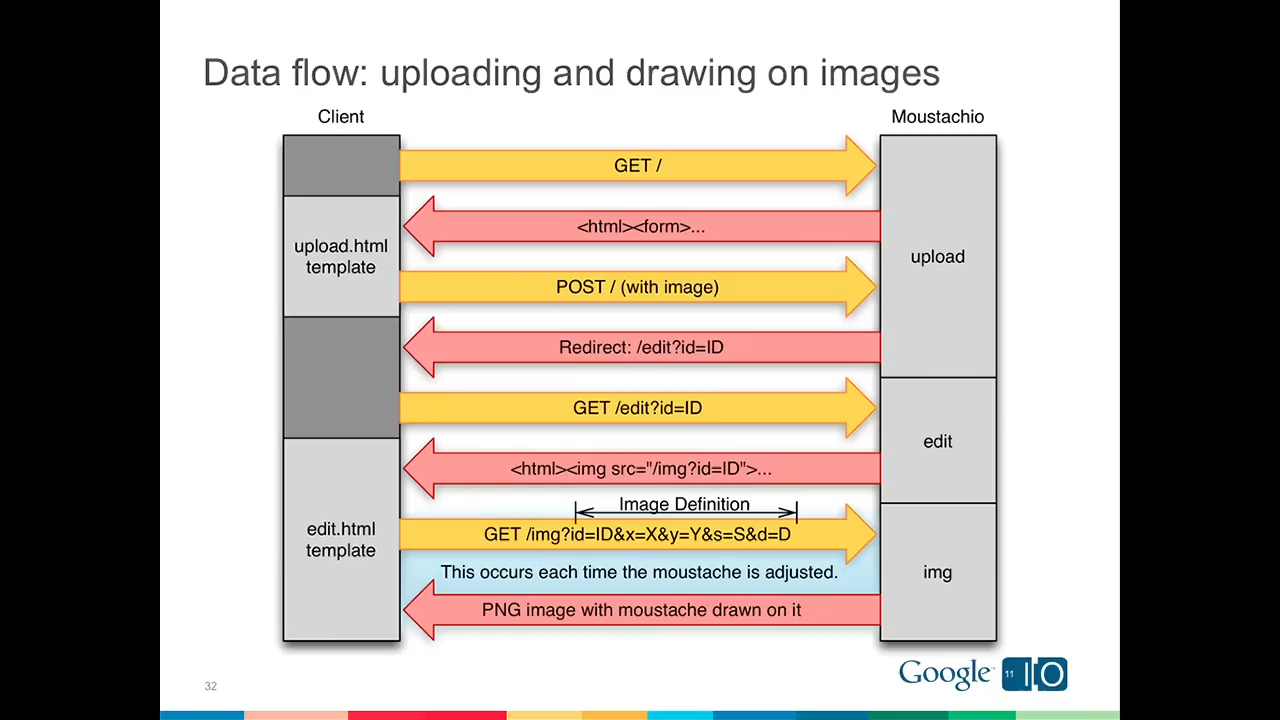 Data flow: uploading and drawing on images
Client
Moustachio
GET /
<html><form>...
upload.html
template
upload
POST / (with image)
Redirect: /edit?id=ID
GET /edit?id=ID
edit
<html><img src="/img?id=ID">...
Image Definition
edit.html
template
GET /img?id=ID&x=X&y=Y&s=S&d=D
This occurs each time the moustache is adjusted.
img
PNG image with moustache drawn on it
32
Google 11 IO